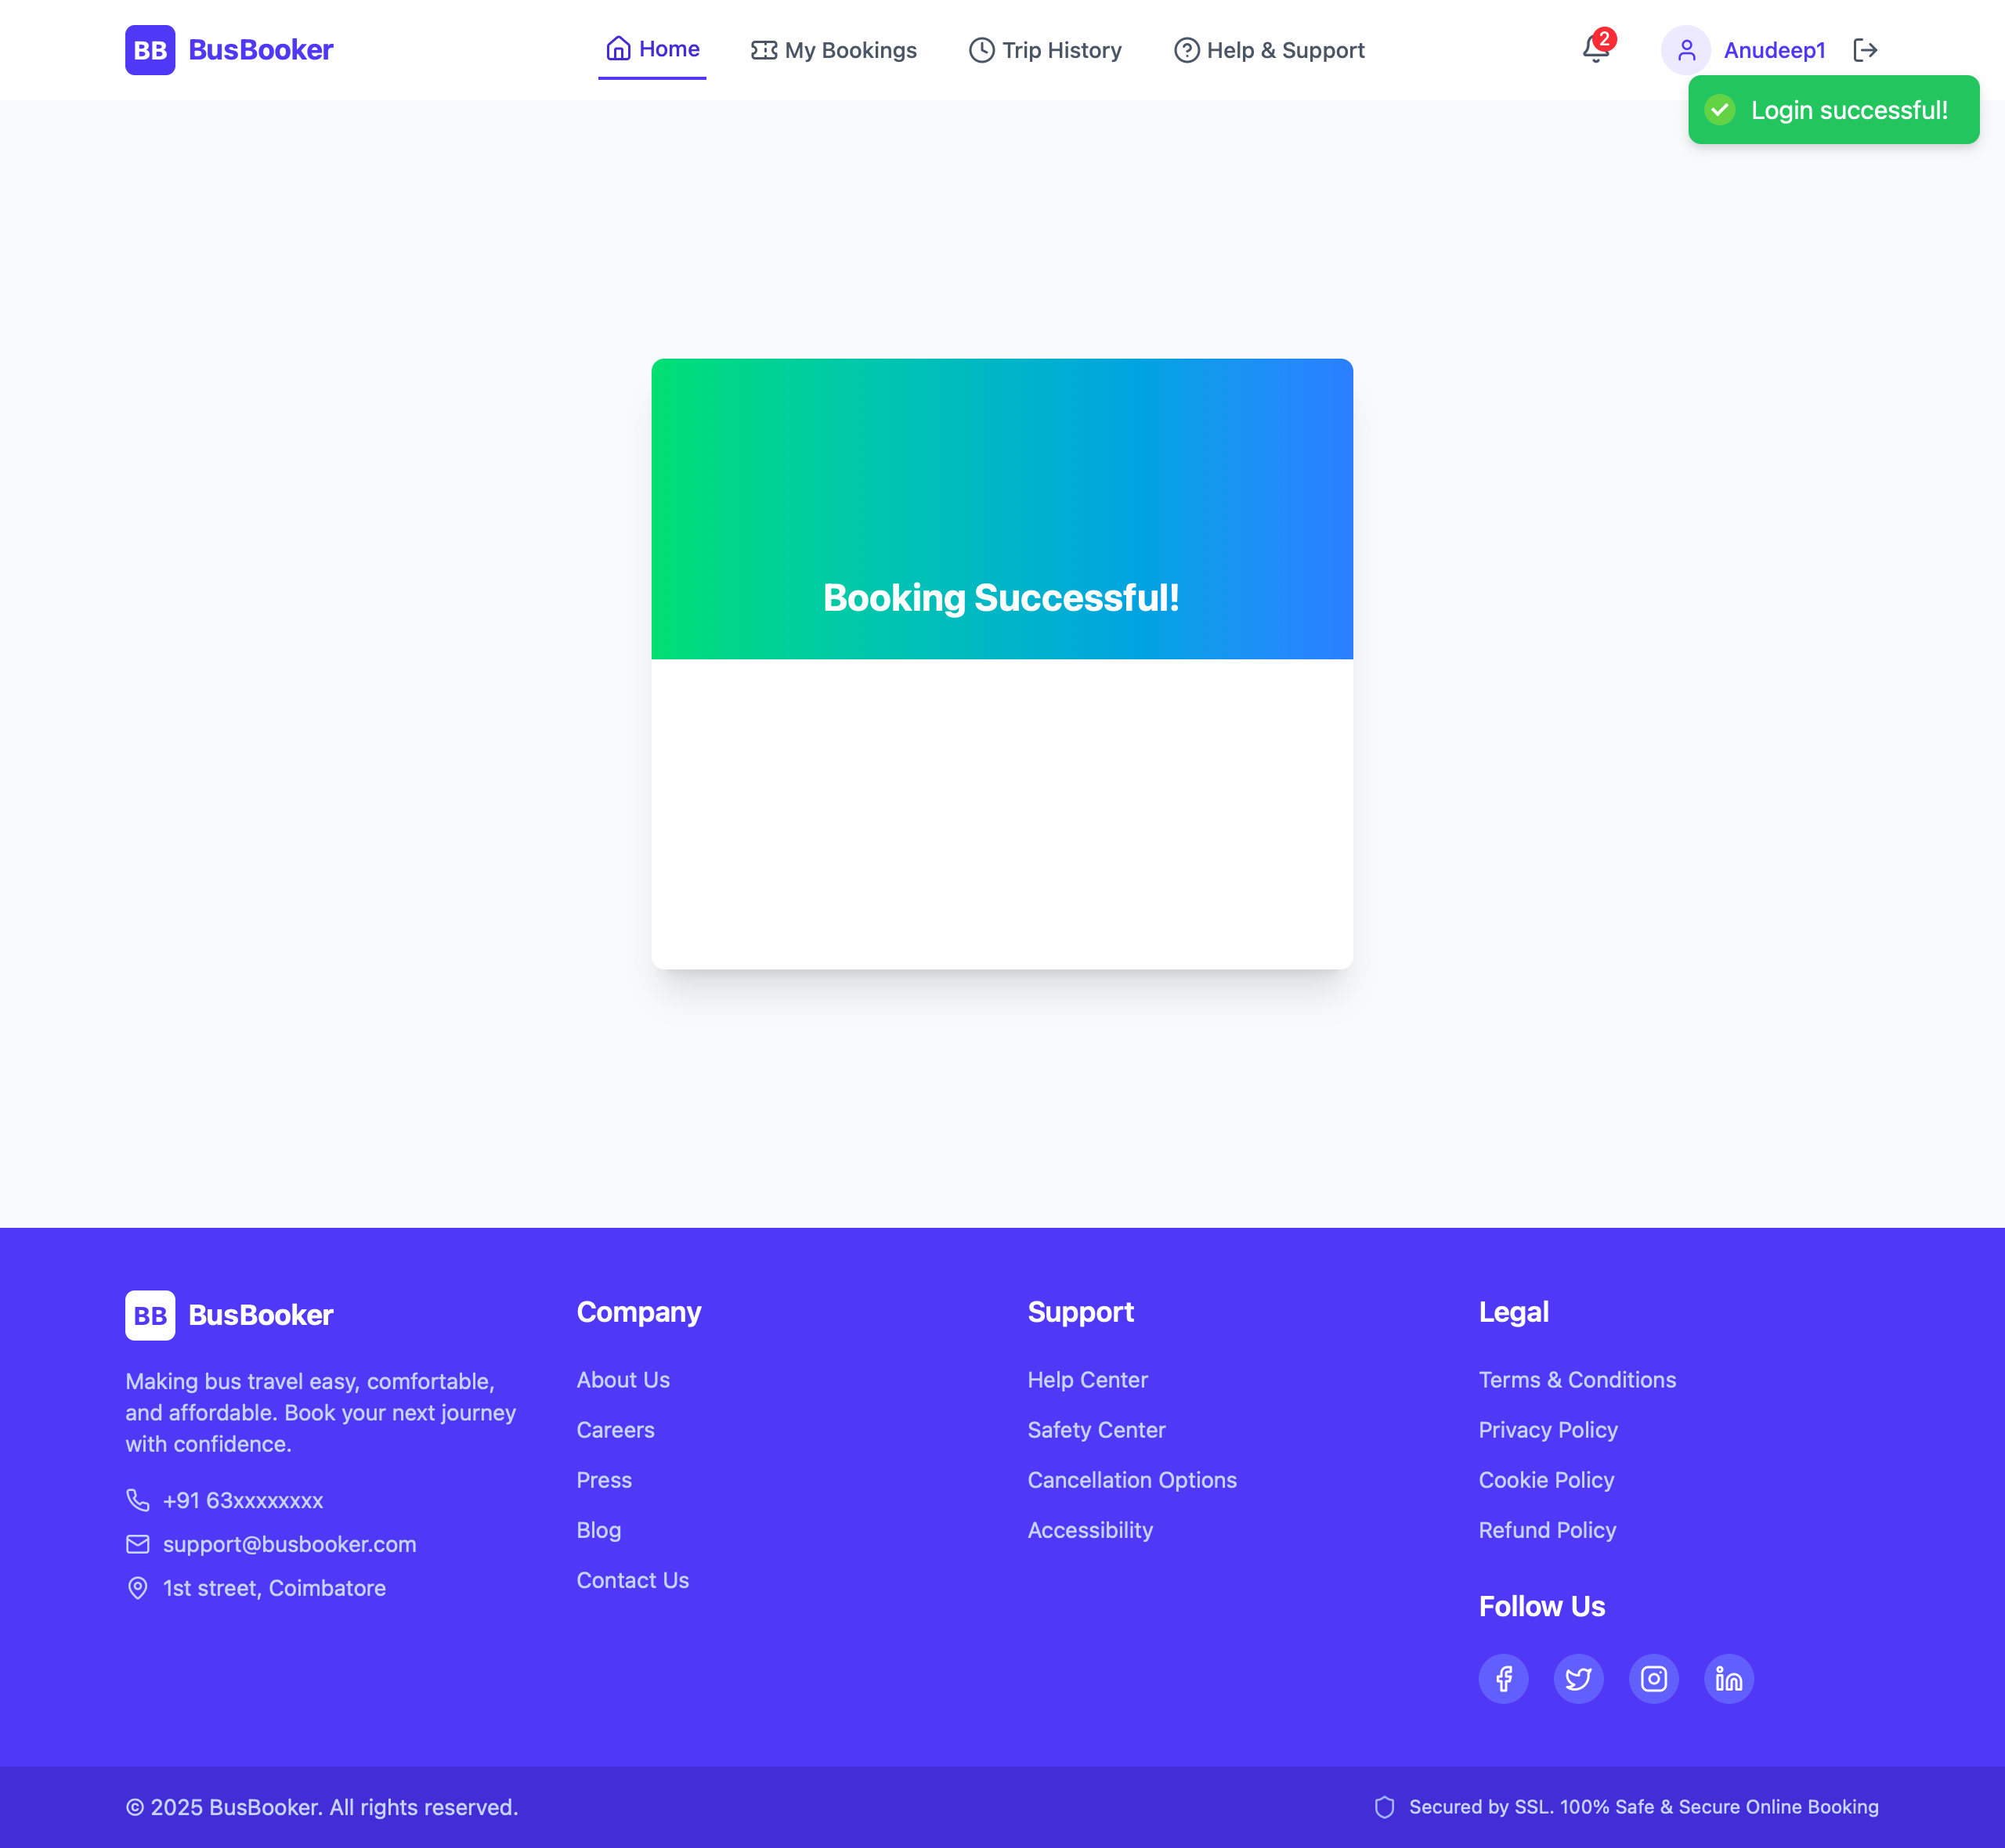 BB BusBooker
Home
My Bookings
Trip History
Help & Support
2
Anudeep1
Login successful!
Booking Successful!
BB BusBooker
Making bus travel easy, comfortable,
and affordable. Book your next journey
with confidence.
+91 63xxxxxxxx
support@busbooker.com
1st street, Coimbatore
Company
About Us
Careers
Press
Blog
Contact Us
Support
Help Center
Safety Center
Cancellation Options
Accessibility
Legal
Terms & Conditions
Privacy Policy
Cookie Policy
Refund Policy
Follow Us
© 2025 BusBooker. All rights reserved.
Secured by SSL. 100% Safe & Secure Online Booking